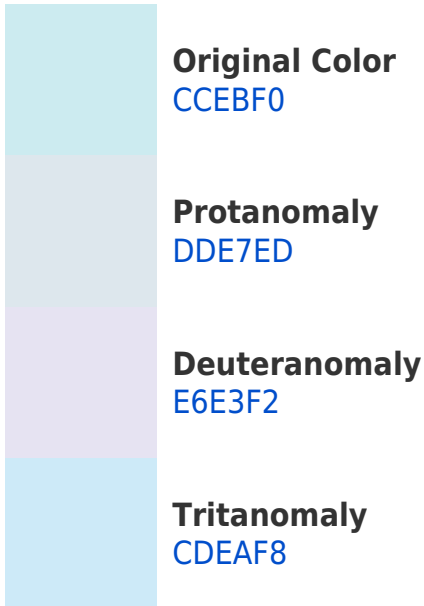 Original Color
CCEBF0
Protanomaly
DDE7ED
Deuteranomaly
E6E3F2
Tritanomaly
CDEAF8